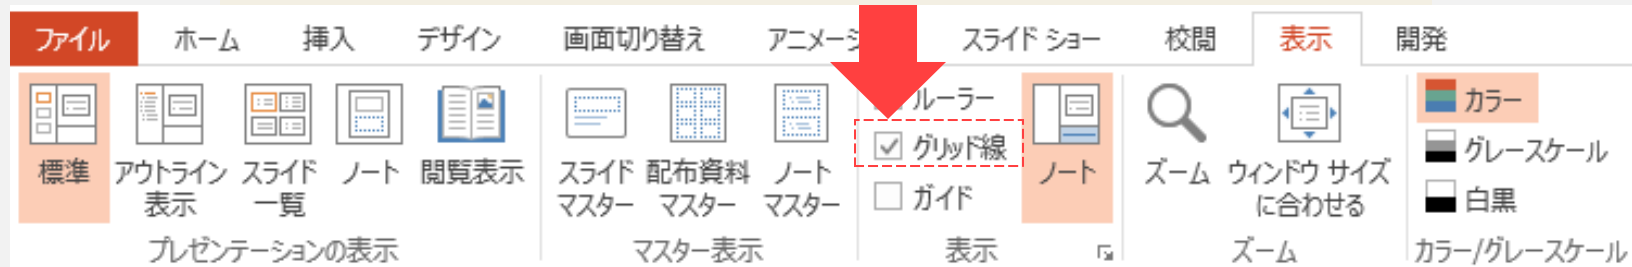 ファイル ホーム 挿入 デザイン 画面切り替え アニメーシ スライド ショー 校閲 表示 開発
標準
アウトライン
表示
スライド
一覧
ノート
閲覧表示
スライド
マスター
配布資料
マスター
ノート
マスター
ルーラー
グリッド線
ガイド
ノート
ズーム
ウィンドウ サイズ
に合わせる
カラー
グレースケール
白黒
プレゼンテーションの表示 マスター表示 表示 ズーム カラー/グレースケール